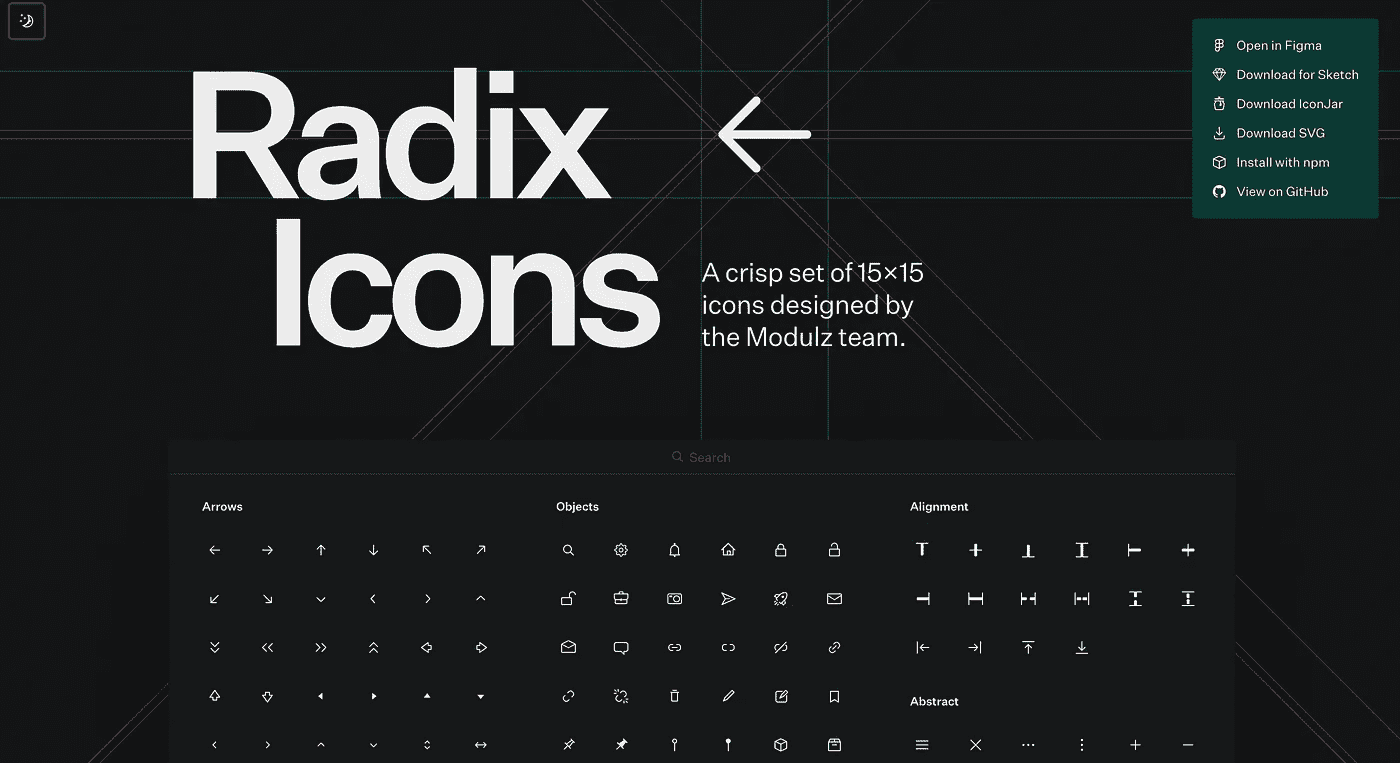 Radix
Icons
A crisp set of 15×15
icons designed by
the Modulz team.
Open in Figma
Download for Sketch
Download IconJar
Download SVG
Install with npm
View on GitHub
Search
Arrows
Objects
Alignment
Abstract